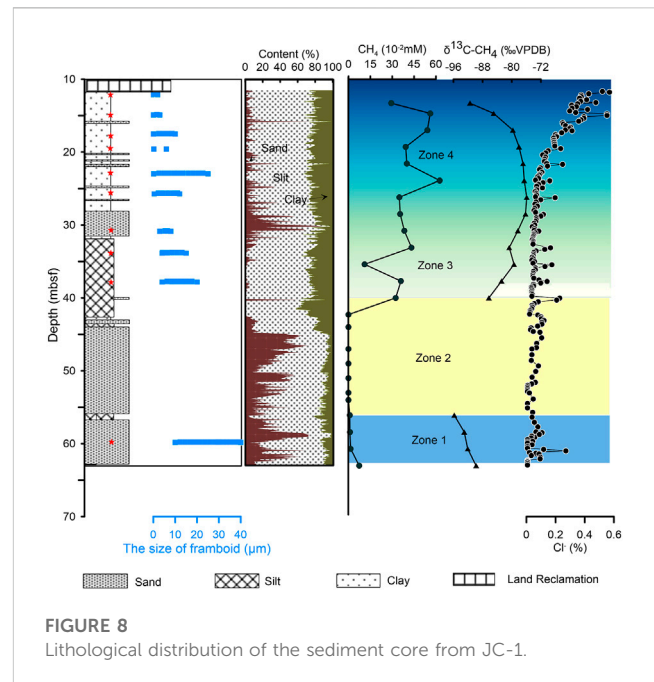 Content (%)
0 20 40 60 80 100
CH₄ (10⁻²mM)
0 15 30 45 60
δ¹³C-CH₄ (‰VPDB)
-96 -88 -80 -72
Depth (mbsf)
10
20
30
40
50
60
70
Sand
Slit
Clay
Zone 4
Zone 3
Zone 2
Zone 1
0 10 20 30 40
The size of framboid (μm)
0 0.2 0.4 0.6
Cl⁻ (%)
Sand
Silt
Clay
Land Reclamation
FIGURE 8
Lithological distribution of the sediment core from JC-1.